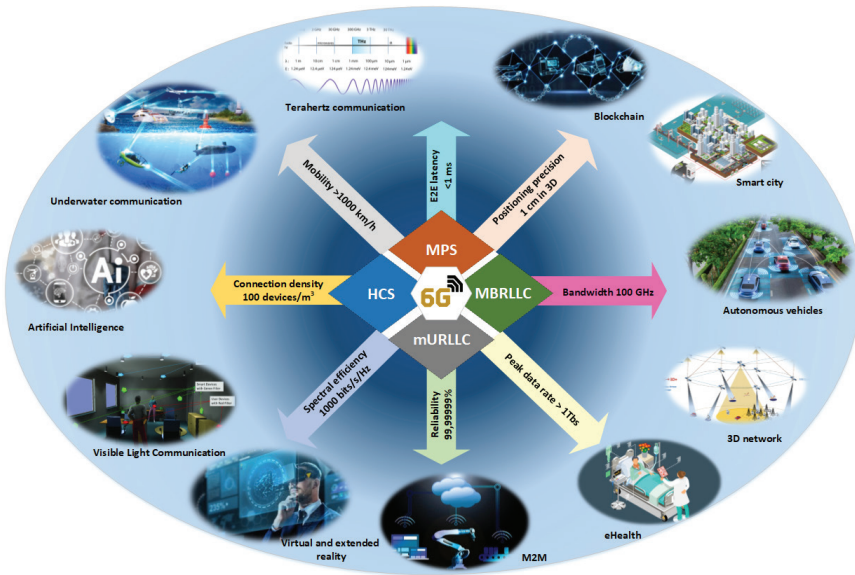 THz
Terahertz communication
Blockchain
Smart city
Underwater communication
Mobility >1000 km/h
E2E latency
<1 ms
Positioning precision
1 cm in 3D
MPS
Ai
Artificial Intelligence
Connection density
100 devices/m³
HCS
6G
MBRLLC
Bandwidth 100 GHz
Autonomous vehicles
mURLLC
Spectral efficiency
1000 bits/s/Hz
Reliability
99,99999%
Peak data rate > 1Tbs
Visible Light Communication
3D network
Virtual and extended
reality
M2M
eHealth